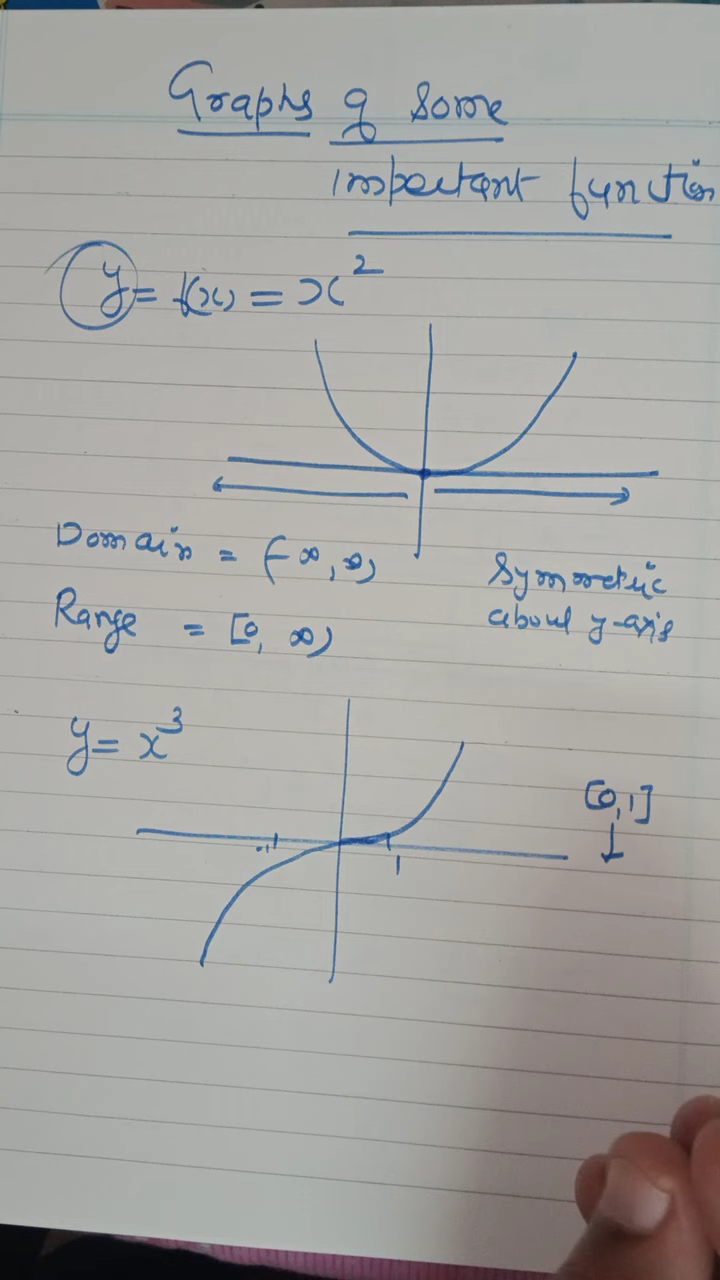 Graphs of Some
important function
y = f(x) = x²
Domain = (-∞, ∞)
Symmetric
about y-axis
Range = [0, ∞)
y = x³
[0,1]
-1
1